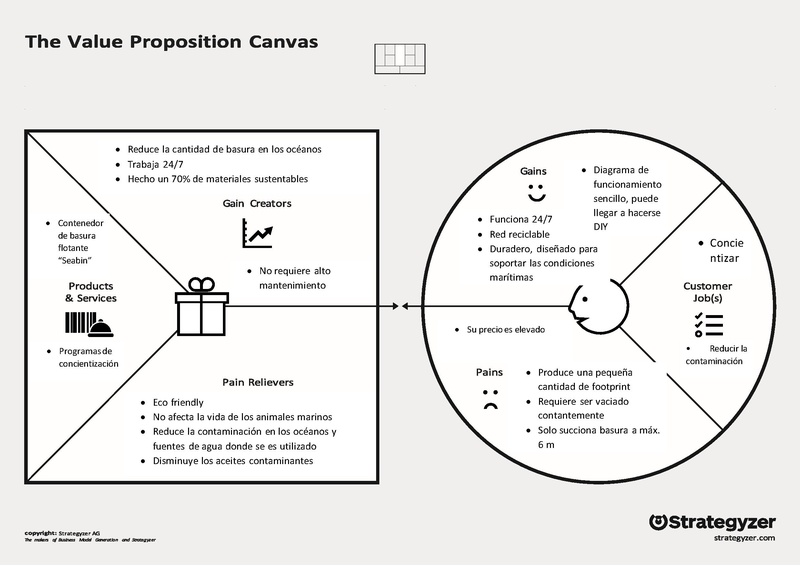 The Value Proposition Canvas
• Reduce la cantidad de basura en los océanos
• Trabaja 24/7
• Hecho un 70% de materiales sustentables
Gain Creators
• No requiere alto
mantenimiento
• Contenedor
de basura
flotante
“Seabin”
Products
& Services
• Programas de
concientización
Pain Relievers
• Eco friendly
• No afecta la vida de los animales marinos
• Reduce la contaminación en los océanos y
fuentes de agua donde se es utilizado
• Disminuye los aceites contaminantes
Gains
• Diagrama de
funcionamiento
sencillo, puede
llegar a hacerse
DIY
• Funciona 24/7
• Red reciclable
• Duradero, diseñado para
soportar las condiciones
marítimas
• Concie
ntizar
Customer
Job(s)
• Reducir la
contaminación
• Su precio es elevado
Pains
• Produce una pequeña
cantidad de footprint
• Requiere ser vaciado
contantemente
• Solo succiona basura a máx.
6 m
copyright: Strategyzer AG
The makers of Business Model Generation and Strategyzer
Strategyzer
strategyzer.com